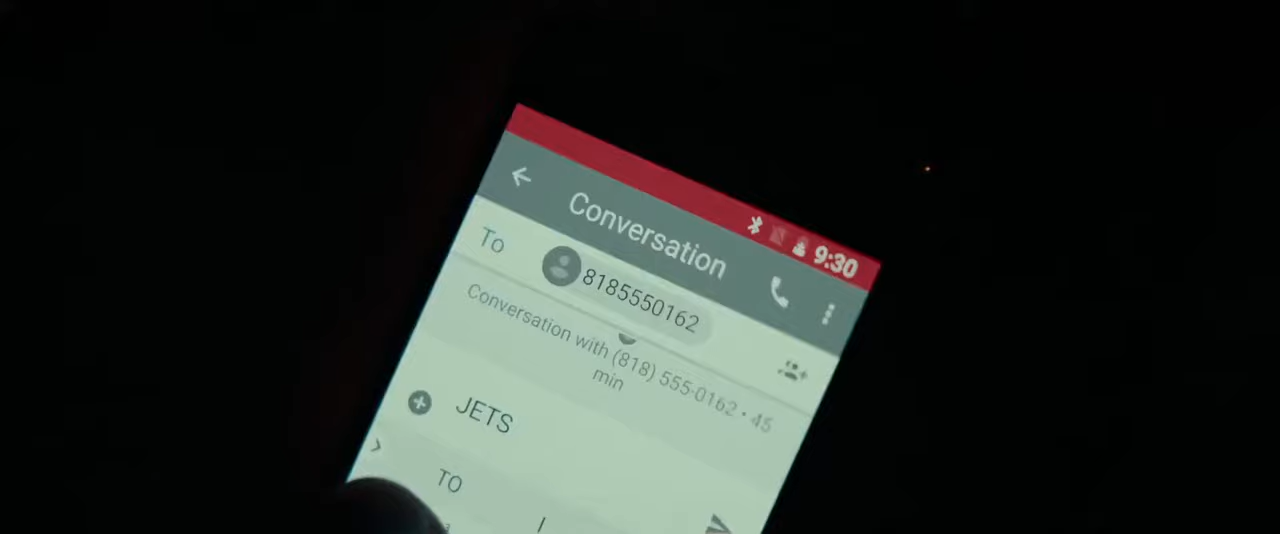 9:30
Conversation
To 8185550162
Conversation with (818) 555-0162 • 45
min
JETS
TO I